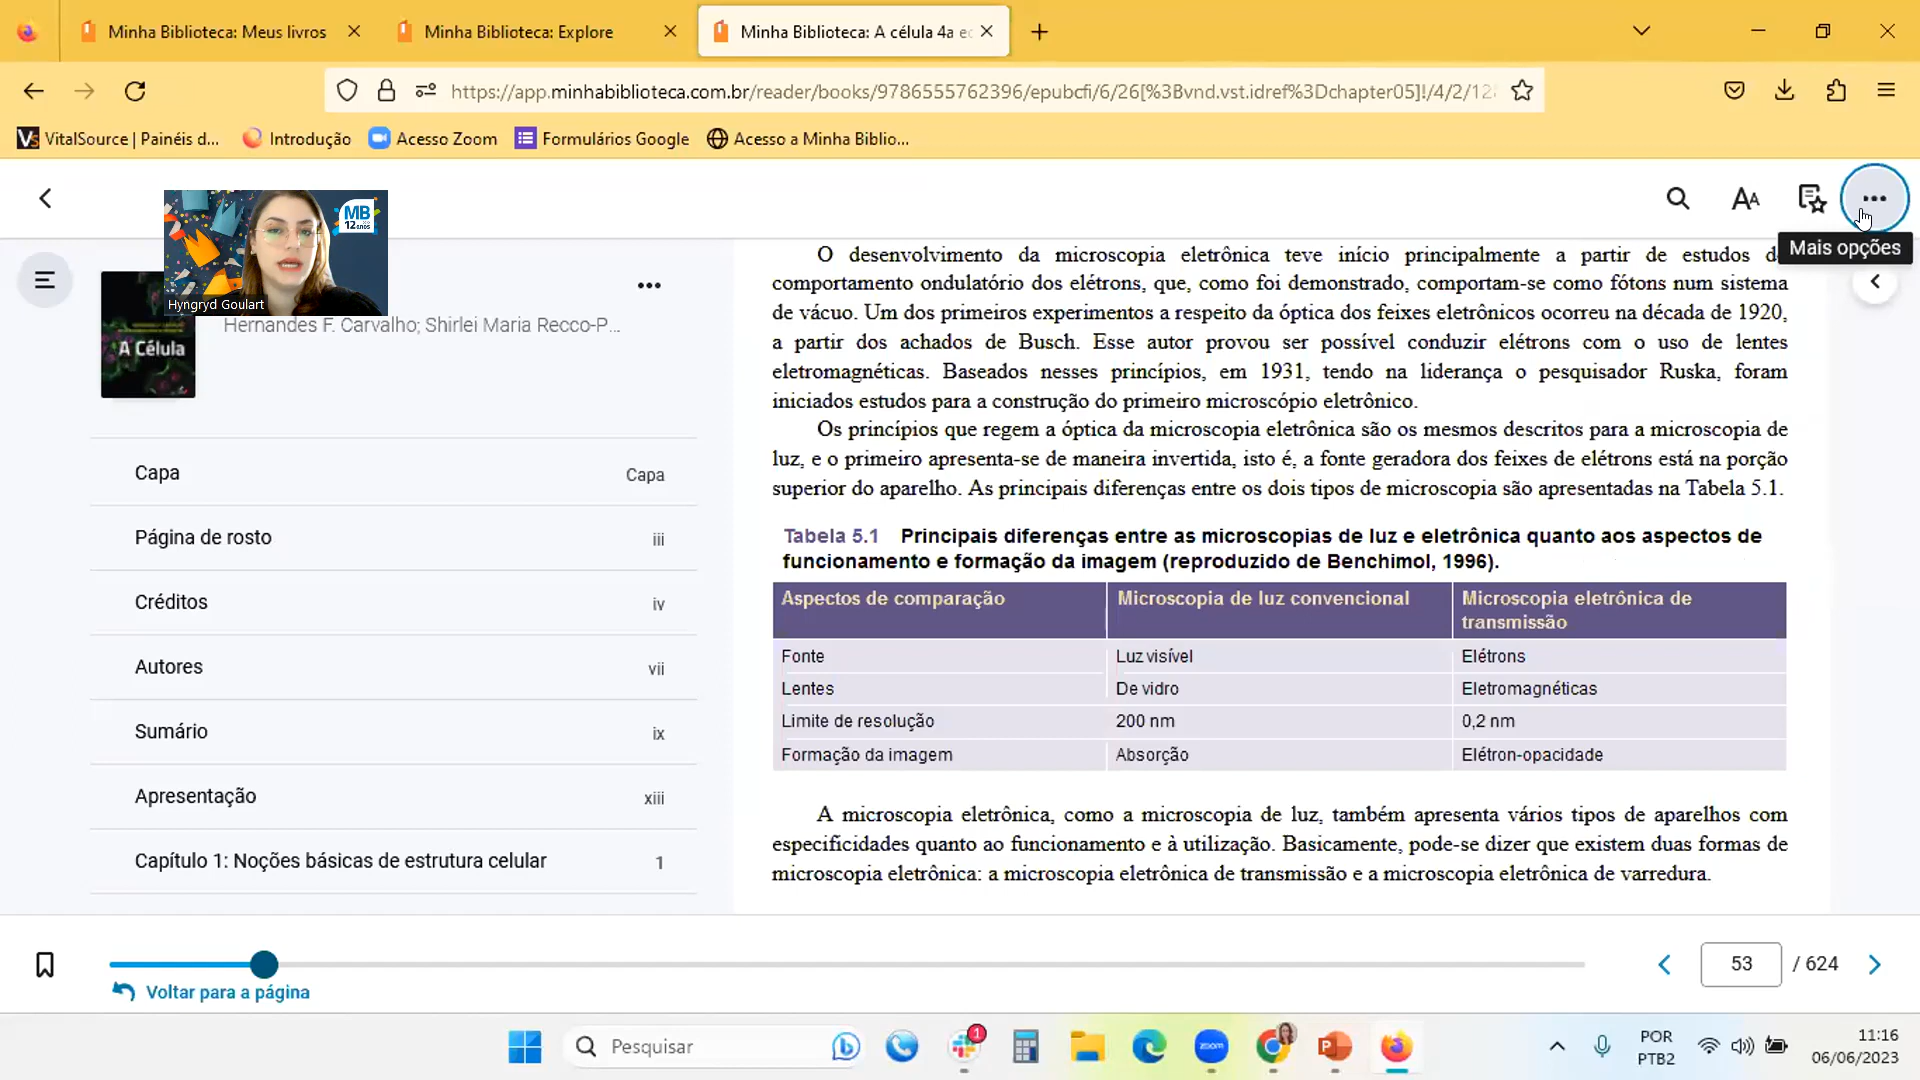 Minha Biblioteca: Meus livros
Minha Biblioteca: Explore
Minha Biblioteca: A célula 4a ed
https://app.minhabiblioteca.com.br/reader/books/9786555762396/epubcfi/6/26[%3Bvnd.vst.idref%3Dchapter05]!/4/2/128
VitalSource | Painéis d...
Introdução
Acesso Zoom
Formulários Google
Acesso a Minha Biblio...
MB
12 anos
Hyngryd Goulart
Mais opções
A Célula
Hernandes F. Carvalho; Shirlei Maria Recco-P...
Capa Capa
Página de rosto iii
Créditos iv
Autores vii
Sumário ix
Apresentação xiii
Capítulo 1: Noções básicas de estrutura celular 1
O desenvolvimento da microscopia eletrônica teve início principalmente a partir de estudos
comportamento ondulatório dos elétrons, que, como foi demonstrado, comportam-se como fótons num sistema
de vácuo. Um dos primeiros experimentos a respeito da óptica dos feixes eletrônicos ocorreu na década de 1920,
a partir dos achados de Busch. Esse autor provou ser possível conduzir elétrons com o uso de lentes
eletromagnéticas. Baseados nesses princípios, em 1931, tendo na liderança o pesquisador Ruska, foram
iniciados estudos para a construção do primeiro microscópio eletrônico.
Os princípios que regem a óptica da microscopia eletrônica são os mesmos descritos para a microscopia de
luz, e o primeiro apresenta-se de maneira invertida, isto é, a fonte geradora dos feixes de elétrons está na porção
superior do aparelho. As principais diferenças entre os dois tipos de microscopia são apresentadas na Tabela 5.1.
Tabela 5.1 Principais diferenças entre as microscopias de luz e eletrônica quanto aos aspectos de
funcionamento e formação da imagem (reproduzido de Benchimol, 1996).
Aspectos de comparação Microscopia de luz convencional Microscopia eletrônica de
transmissão
Fonte Luz visível Elétrons
Lentes De vidro Eletromagnéticas
Limite de resolução 200 nm 0,2 nm
Formação da imagem Absorção Elétron-opacidade
A microscopia eletrônica, como a microscopia de luz, também apresenta vários tipos de aparelhos com
especificidades quanto ao funcionamento e à utilização. Basicamente, pode-se dizer que existem duas formas de
microscopia eletrônica: a microscopia eletrônica de transmissão e a microscopia eletrônica de varredura.
Voltar para a página
53 / 624
Pesquisar
1
zoom
POR
PTB2
11:16
06/06/2023